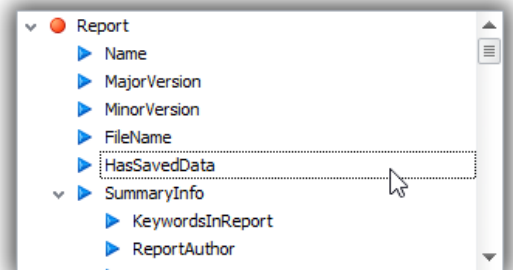 Report
Name
MajorVersion
MinorVersion
FileName
HasSavedData
SummaryInfo
KeywordsInReport
ReportAuthor